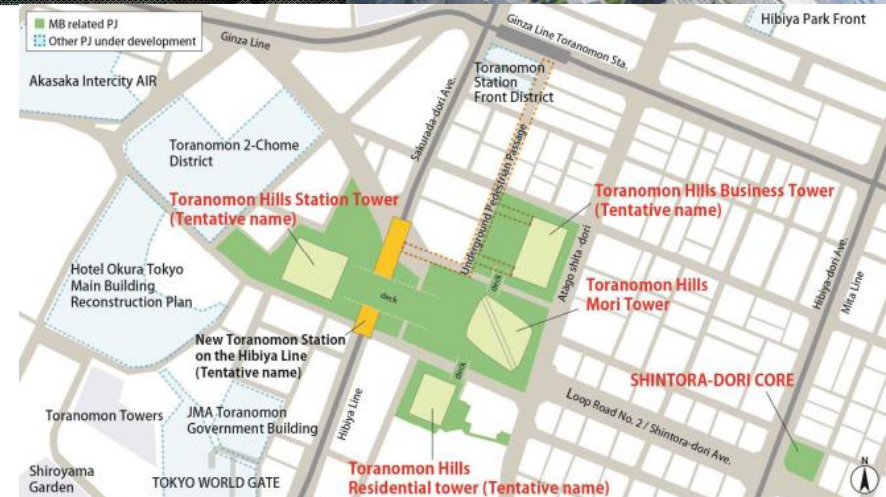 MB related PJ
Other PJ under development
Ginza Line
Ginza Line Toranomon Sta.
Hibiya Park Front
Akasaka Intercity AIR
Toranomon
Station
Front District
Sakurada-dori Ave.
Toranomon 2-Chome
District
Underground Pedestrian Passage
Toranomon Hills Station Tower
(Tentative name)
Toranomon Hills Business Tower
(Tentative name)
Atago shita -dori
Hibiya-dori Ave.
Mita Line
Hotel Okura Tokyo
Main Building
Reconstruction Plan
deck
deck
Toranomon Hills
Mori Tower
New Toranomon Station
on the Hibiya Line
(Tentative name)
deck
SHINTORA-DORI CORE
Loop Road No. 2 / Shintora-dori Ave.
Toranomon Towers
JMA Toranomon
Government Building
Hibiya Line
Shiroyama
Garden
TOKYO WORLD GATE
Toranomon Hills
Residential tower (Tentative name)
N